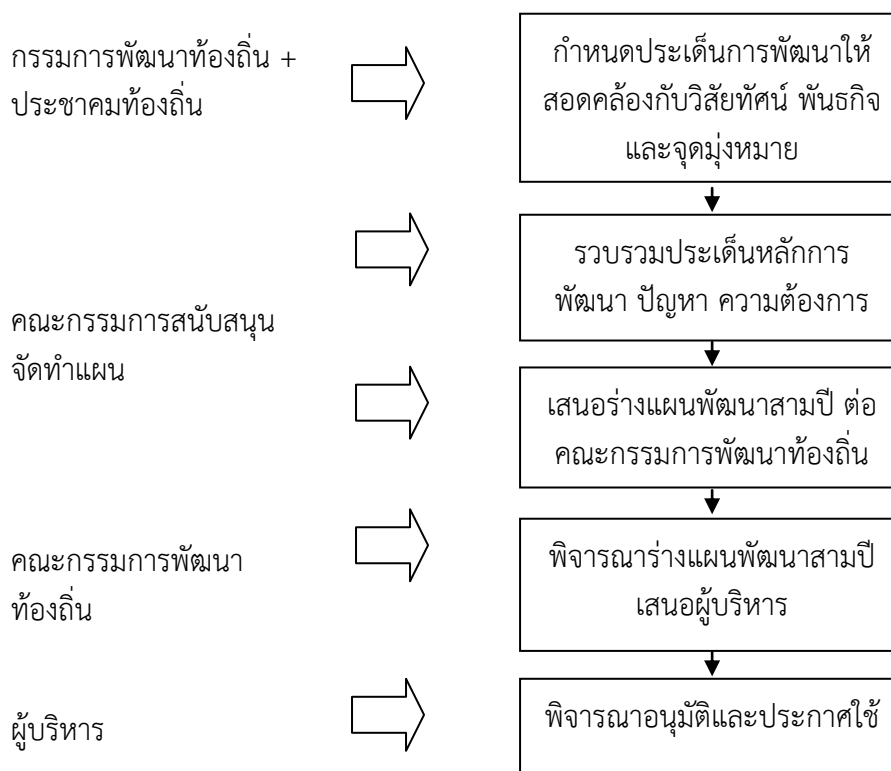 กรรมการพัฒนาท้องถิ่น +
ประชาคมท้องถิ่น
กำหนดประเด็นการพัฒนาให้
สอดคล้องกับวิสัยทัศน์ พันธกิจ
และจุดมุ่งหมาย
คณะกรรมการสนับสนุน
จัดทำแผน
รวบรวมประเด็นหลักการ
พัฒนา ปัญหา ความต้องการ
เสนอร่างแผนพัฒนาสามปี ต่อ
คณะกรรมการพัฒนาท้องถิ่น
คณะกรรมการพัฒนา
ท้องถิ่น
พิจารณาร่างแผนพัฒนาสามปี
เสนอผู้บริหาร
ผู้บริหาร
พิจารณาอนุมัติและประกาศใช้